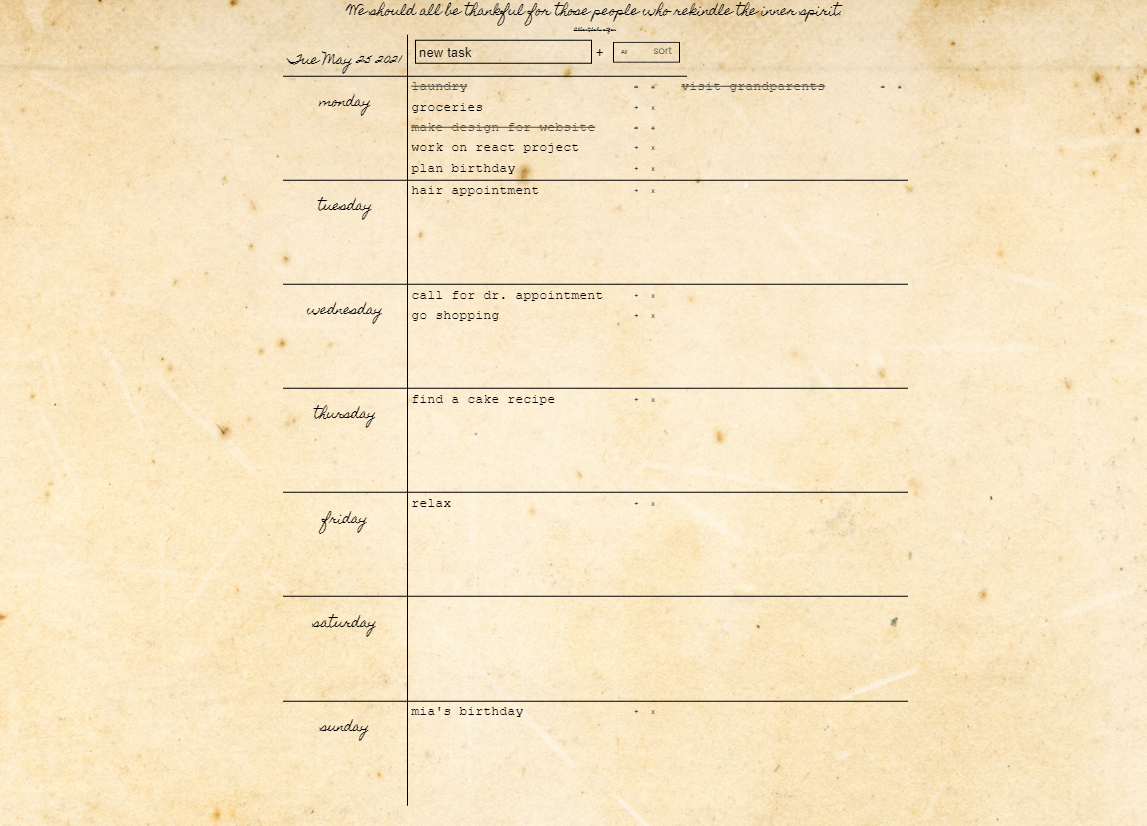 We should all be thankful for those people who rekindle the inner spirit.
Tue May 25 2021
new task + All sort
monday
laundry + x visit grandparents + x
groceries + x
make design for website + x
work on react project + x
plan birthday + x
tuesday
hair appointment + x
wednesday
call for dr. appointment + x
go shopping + x
thursday
find a cake recipe + x
friday
relax + x
saturday
sunday
mia's birthday + x